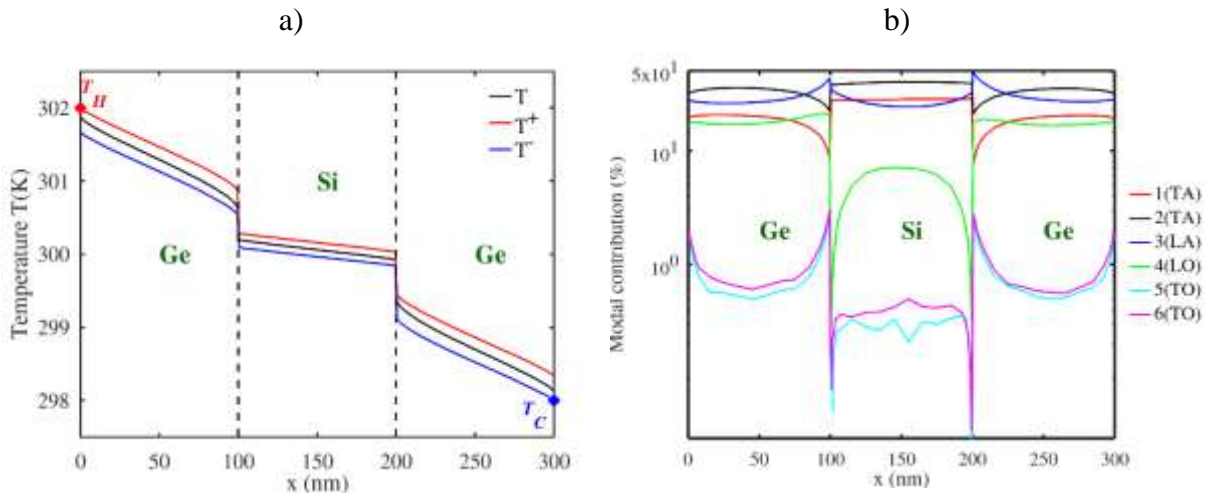 a)
b)
T
H
302
301
300
299
298
Temperature T(K)
T
T+
T-
Si
Ge
Ge
T
C
0 50 100 150 200 250 300
x (nm)
5x10^1
10^1
10^0
Modal contribution (%)
Ge
Si
Ge
0 50 100 150 200 250 300
x (nm)
1(TA)
2(TA)
3(LA)
4(LO)
5(TO)
6(TO)